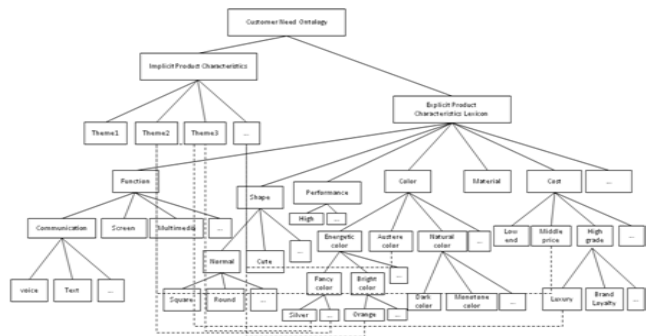 Customer Need Ontology
Implicit Product Characteristics
Explicit Product
Characteristics Lexicon
Theme1
Theme2
Theme3
...
Function
Shape
Performance
Color
Material
Cost
...
High
...
Communication
Screen
Multimedia
...
Normal
Cute
...
Energetic
color
Austere
color
Natural
color
...
Low
end
Middle
price
High
grade
...
voice
Text
...
Square
Round
...
Fancy
color
Bright
color
...
Dark
color
Monotone
color
...
Luxury
Brand
Loyalty
...
Silver
...
Orange
...